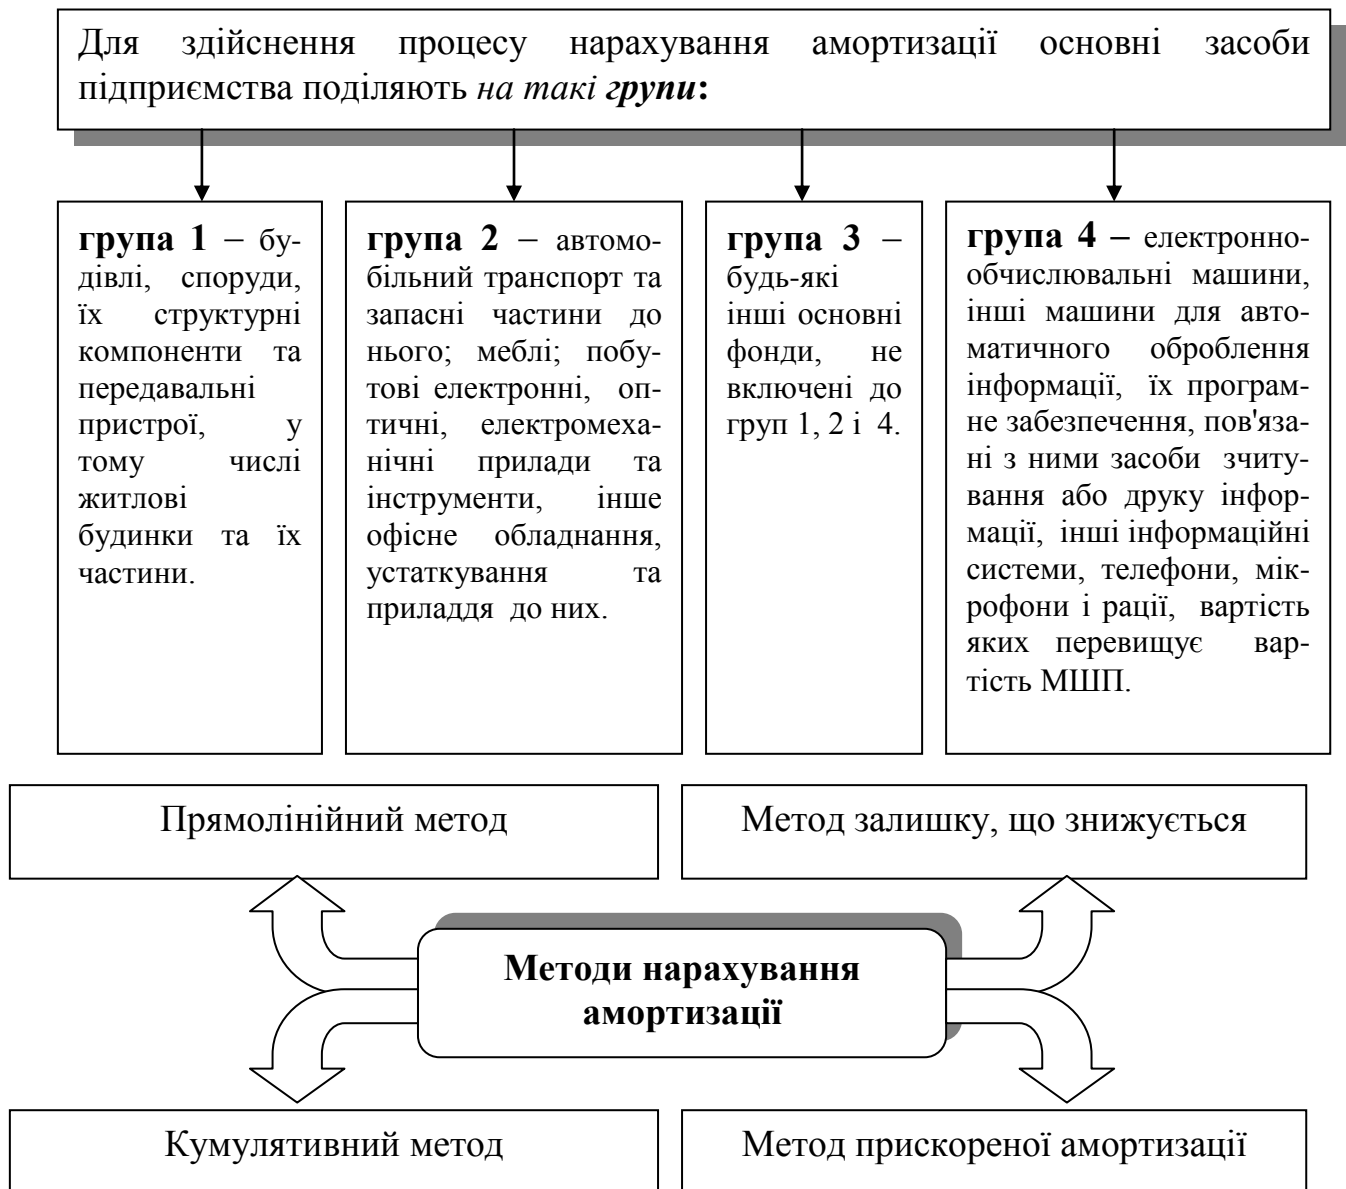 Для здійснення процесу нарахування амортизації основні засоби
підприємства поділяють на такі групи:
група 1 – бу-
дівлі, споруди,
їх структурні
компоненти та
передавальні
пристрої, у
тому числі
житлові
будинки та їх
частини.
група 2 – автомо-
більний транспорт та
запасні частини до
нього; меблі; побу-
тові електронні, оп-
тичні, електромеха-
нічні прилади та
інструменти, інше
офісне обладнання,
устаткування та
приладдя до них.
група 3 –
будь-які
інші основні
фонди, не
включені до
груп 1, 2 і 4.
група 4 – електронно-
обчислювальні машини,
інші машини для авто-
матичного оброблення
інформації, їх програм-
не забезпечення, пов'яза-
ні з ними засоби зчиту-
вання або друку інфор-
мації, інші інформаційні
системи, телефони, мік-
рофони і рації, вартість
яких перевищує вар-
тість МШП.
Прямолінійний метод
Метод залишку, що знижується
Методи нарахування
амортизації
Кумулятивний метод
Метод прискореної амортизації